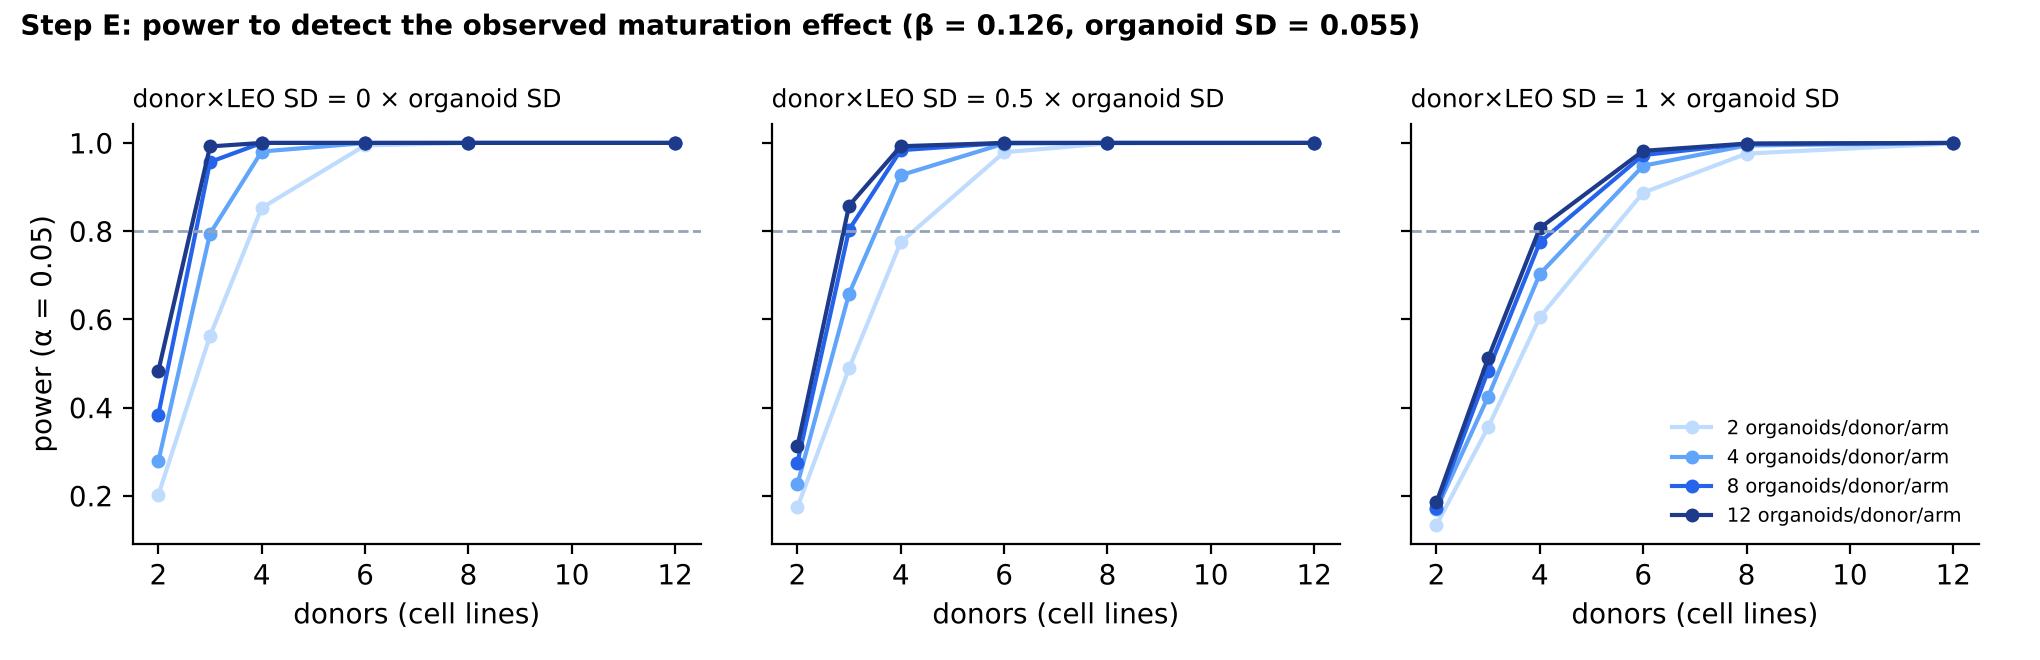 Step E: power to detect the observed maturation effect (β = 0.126, organoid SD = 0.055)
donor×LEO SD = 0 × organoid SD
donor×LEO SD = 0.5 × organoid SD
donor×LEO SD = 1 × organoid SD
power (α = 0.05)
1.0
0.8
0.6
0.4
0.2
2 4 6 8 10 12
donors (cell lines)
2 4 6 8 10 12
donors (cell lines)
2 organoids/donor/arm
4 organoids/donor/arm
8 organoids/donor/arm
12 organoids/donor/arm
2 4 6 8 10 12
donors (cell lines)